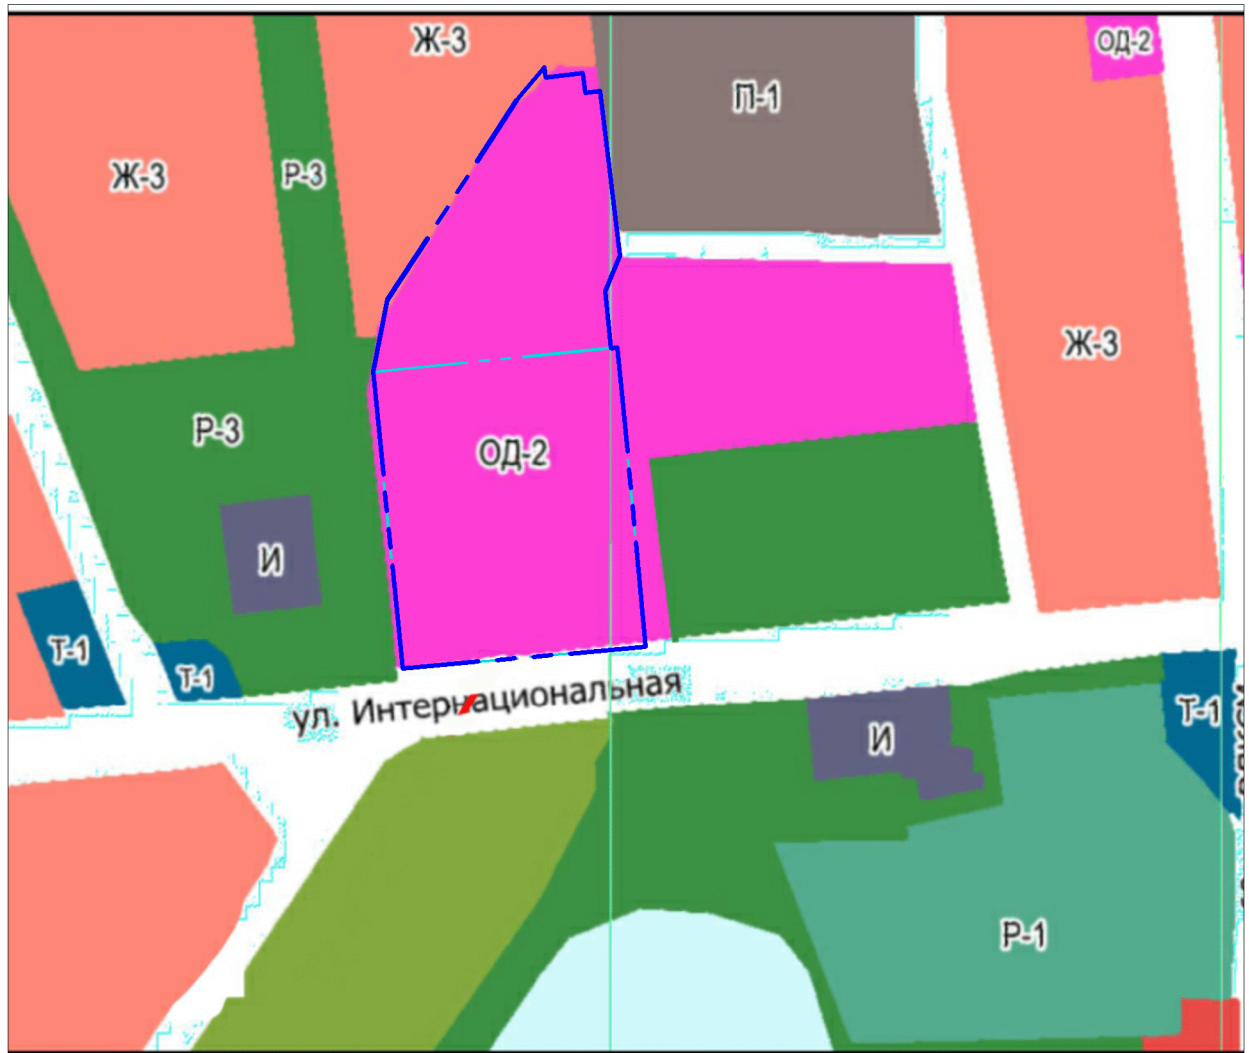 Ж-3
ОД-2
П-1
Ж-3
Р-3
Ж-3
Р-3
ОД-2
И
Т-1
Т-1
ул. Интернациональная
Т-1
И
Р-1